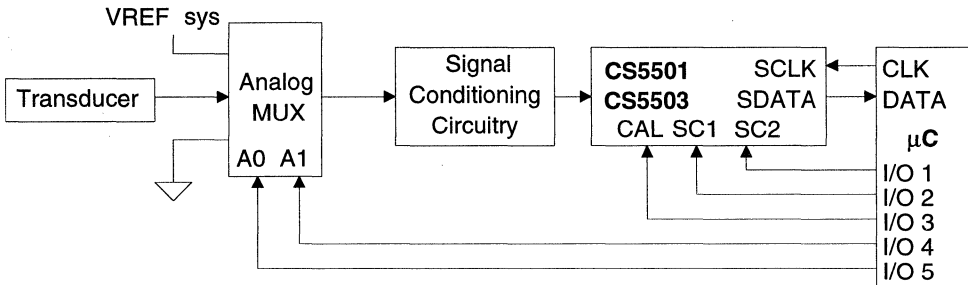 VREF sys
Transducer
Analog
MUX
A0 A1
Signal
Conditioning
Circuitry
CS5501 SCLK
CS5503 SDATA
CAL SC1 SC2
CLK
DATA
µC
I/O 1
I/O 2
I/O 3
I/O 4
I/O 5